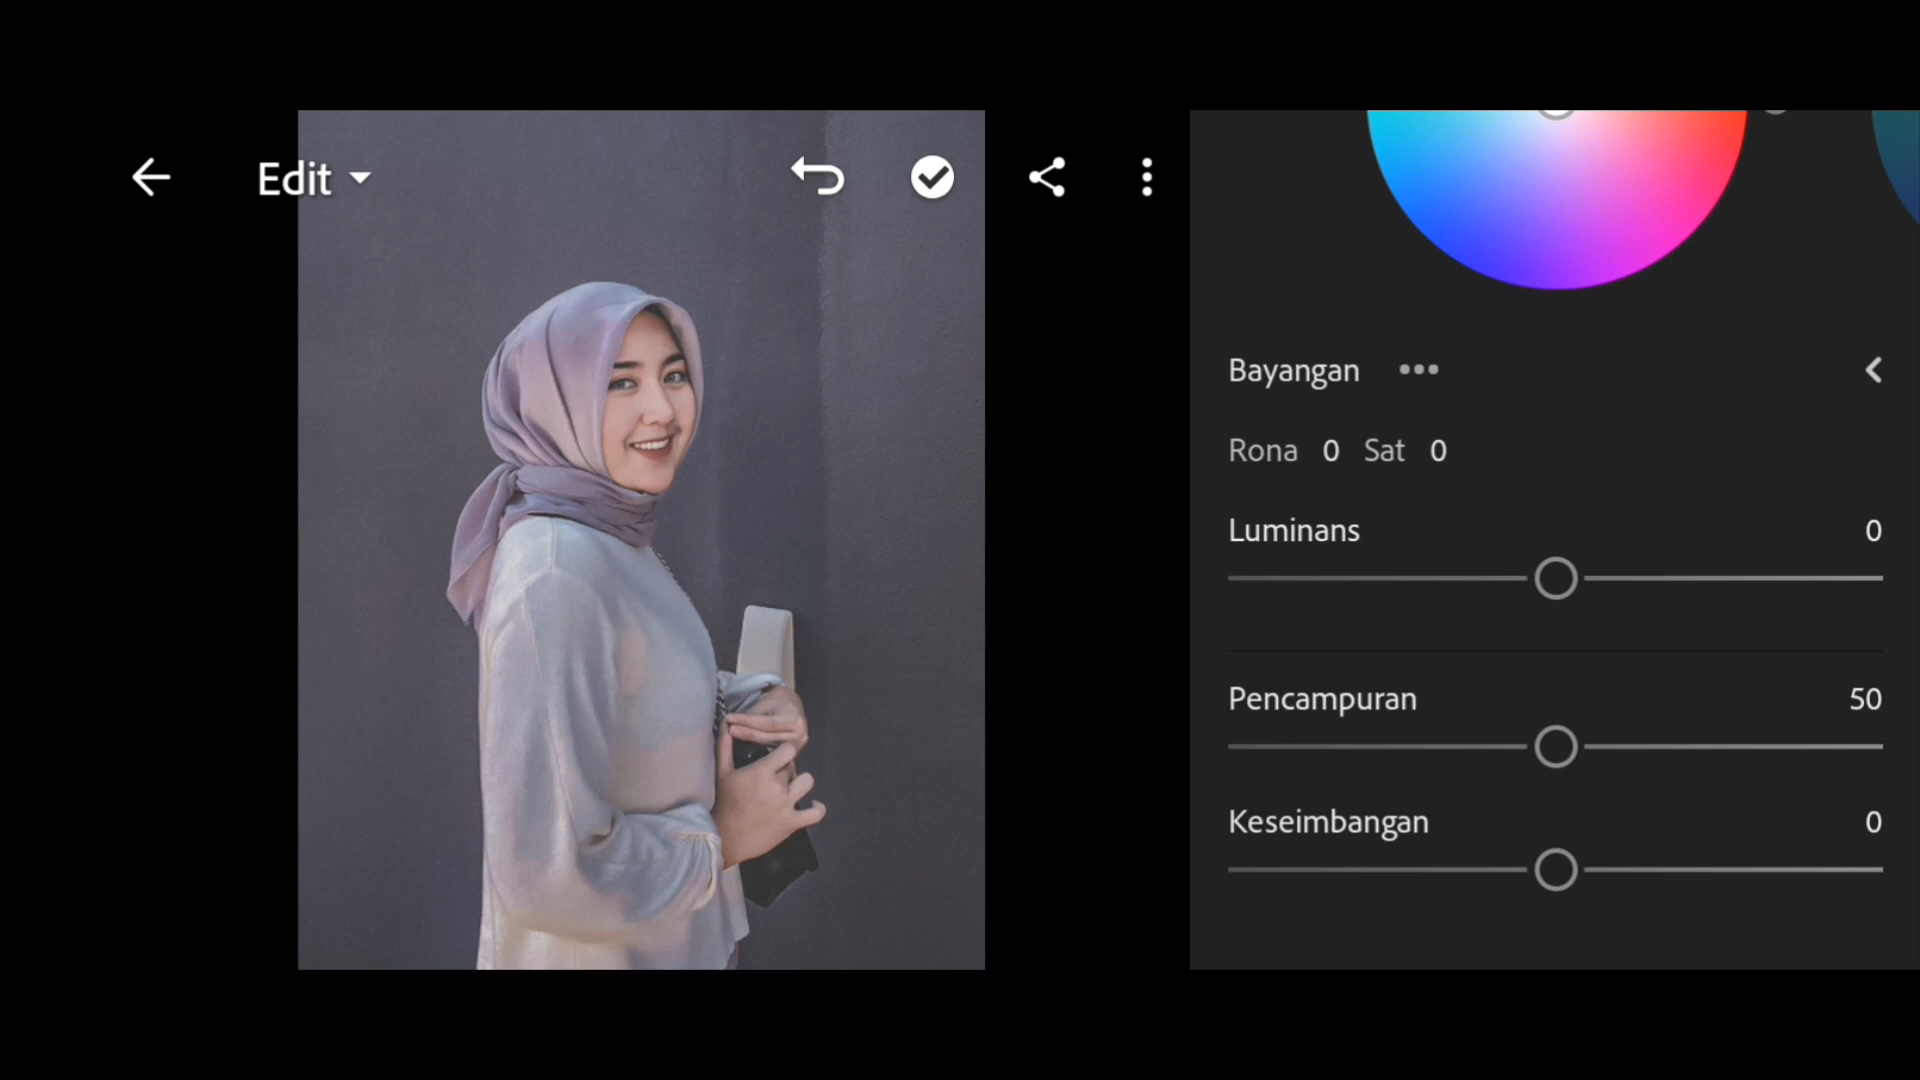 Edit
Bayangan
Rona 0 Sat 0
Luminans 0
Pencampuran 50
Keseimbangan 0